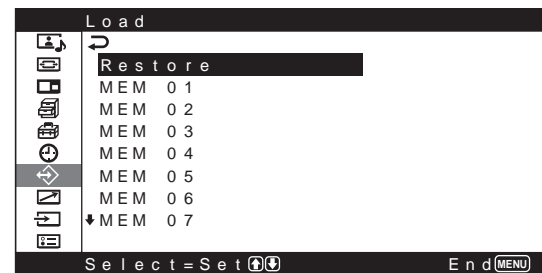 Load
Restore
MEM 01
MEM 02
MEM 03
MEM 04
MEM 05
MEM 06
MEM 07
Select=Set End MENU